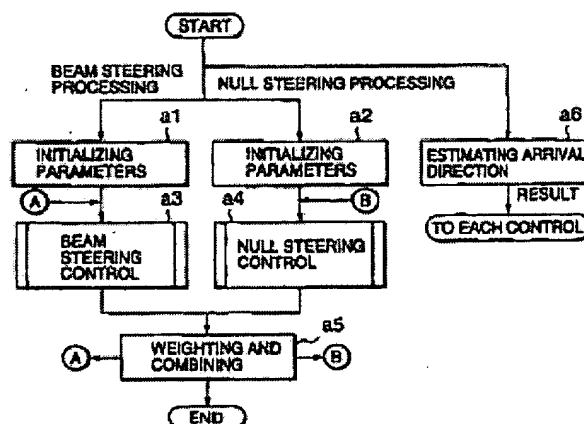 START
BEAM STEERING
PROCESSING
NULL STEERING PROCESSING
a1
a2
a6
INITIALIZING
PARAMETERS
INITIALIZING
PARAMETERS
ESTIMATING ARRIVAL
DIRECTION
RESULT
A
a3
a4
B
BEAM
STEERING
CONTROL
NULL STEERING
CONTROL
TO EACH CONTROL
a5
A
WEIGHTING AND
COMBINING
B
END